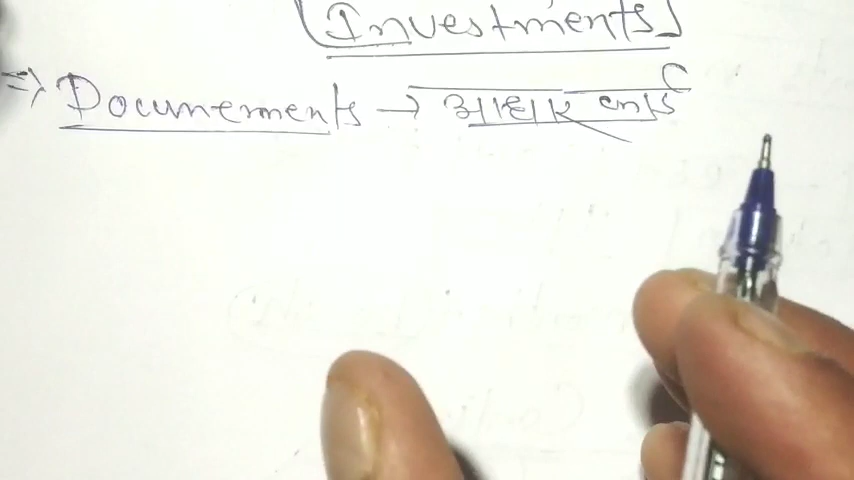 [Investments]
=> Documements → आधार कार्ड